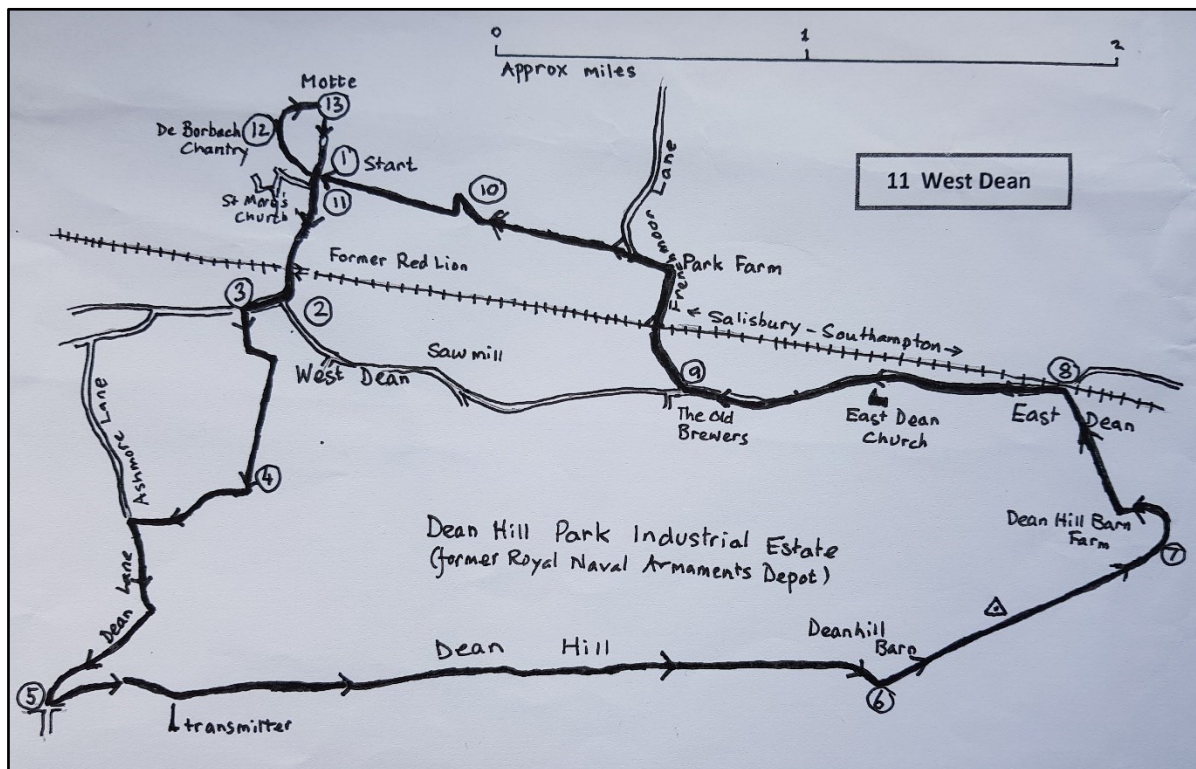 0
1
2
Approx miles
11 West Dean
Motte
13
12
De Borbach
Chantry
1
Start
St Mary's
Church
11
10
Lane
Moor
French
Park Farm
Former Red Lion
Salisbury - Southampton
3
2
West Dean
Sawmill
9
The Old
Brewers
East Dean
Church
8
East Dean
Ashmore Lane
4
Dean Hill Park Industrial Estate
(former Royal Naval Armaments Depot)
Dean Hill Barn
Farm
7
Dean Lane
Dean Hill
Deanhill
Barn
5
6
transmitter